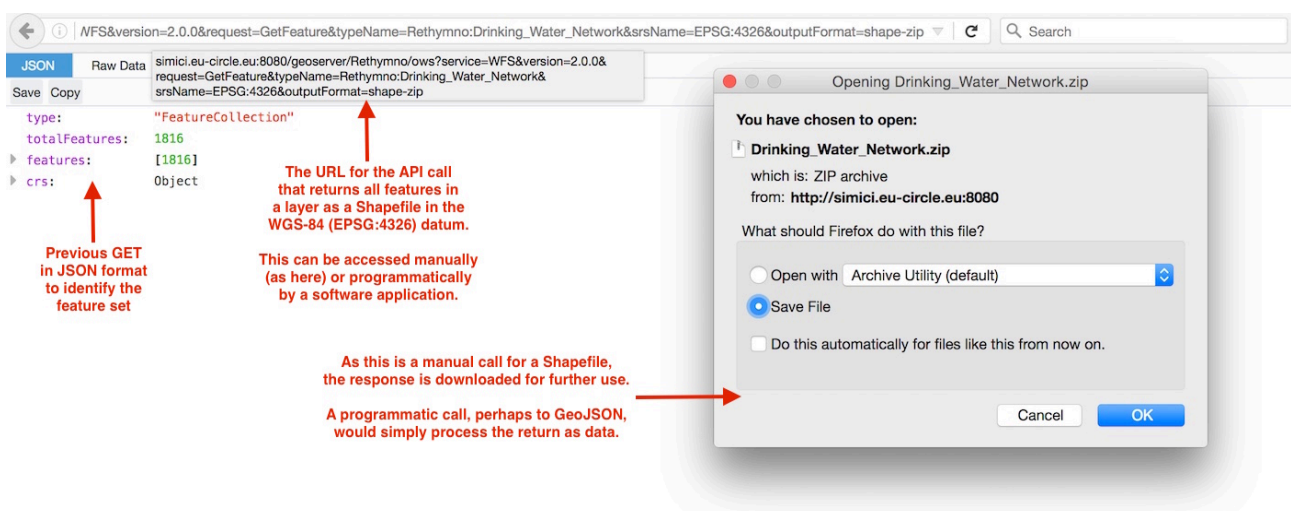 /VFS&version=2.0.0&request=GetFeature&typeName=Rethymno:Drinking_Water_Network&srsName=EPSG:4326&outputFormat=shape-zip
Search
JSON
Raw Data
simici.eu-circle.eu:8080/geoserver/Rethymno/ows?service=WFS&version=2.0.0&
request=GetFeature&typeName=Rethymno:Drinking_Water_Network&
srsName=EPSG:4326&outputFormat=shape-zip
Save Copy
type: "FeatureCollection"
totalFeatures: 1816
features: [1816]
crs: Object
The URL for the API call
that returns all features in
a layer as a Shapefile in the
WGS-84 (EPSG:4326) datum.
This can be accessed manually
(as here) or programmatically
by a software application.
Previous GET
in JSON format
to identify the
feature set
As this is a manual call for a Shapefile,
the response is downloaded for further use.
A programmatic call, perhaps to GeoJSON,
would simply process the return as data.
Opening Drinking_Water_Network.zip
You have chosen to open:
Drinking_Water_Network.zip
which is: ZIP archive
from: http://simici.eu-circle.eu:8080
What should Firefox do with this file?
Open with Archive Utility (default)
Save File
Do this automatically for files like this from now on.
Cancel OK